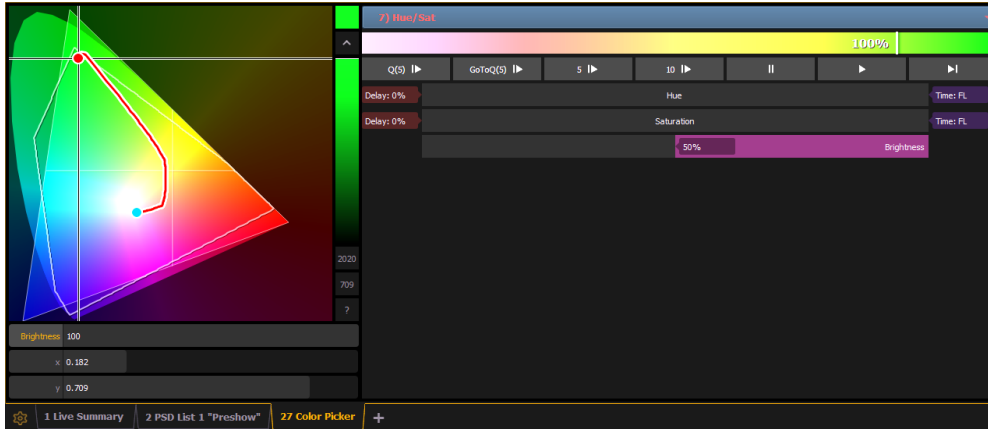 7) Hue/Sat
100%
Q(5)
GoToQ(5)
5
10
Delay: 0%
Hue
Time: FL
Delay: 0%
Saturation
Time: FL
50%
Brightness
2020
709
?
Brightness 100
x 0.182
y 0.709
1 Live Summary
2 PSD List 1 "Preshow"
27 Color Picker
+